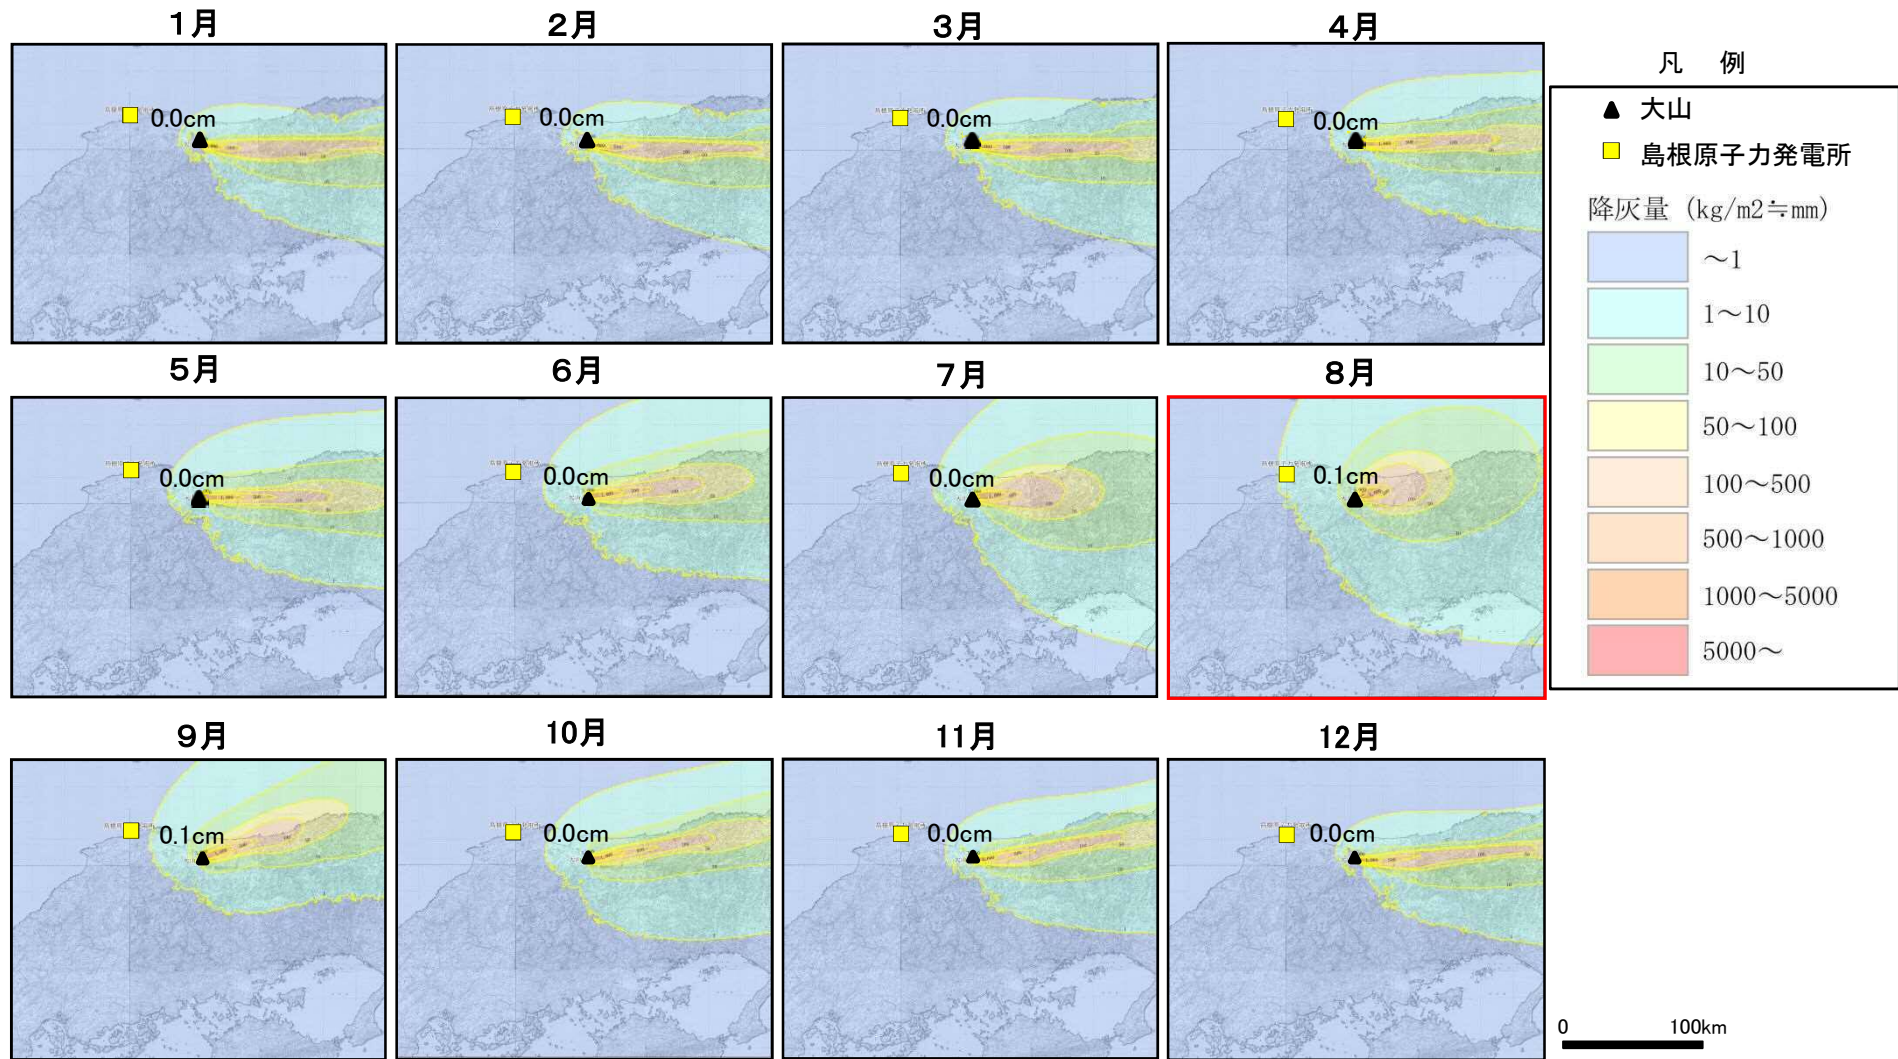 1月
2月
3月
4月
0.0cm
0.0cm
0.0cm
0.0cm
5月
6月
7月
8月
0.0cm
0.0cm
0.0cm
0.1cm
9月
10月
11月
12月
0.1cm
0.0cm
0.0cm
0.0cm
凡 例
大山
島根原子力発電所
降灰量 (kg/m2≒mm)
～1
1～10
10～50
50～100
100～500
500～1000
1000～5000
5000～
0 100km